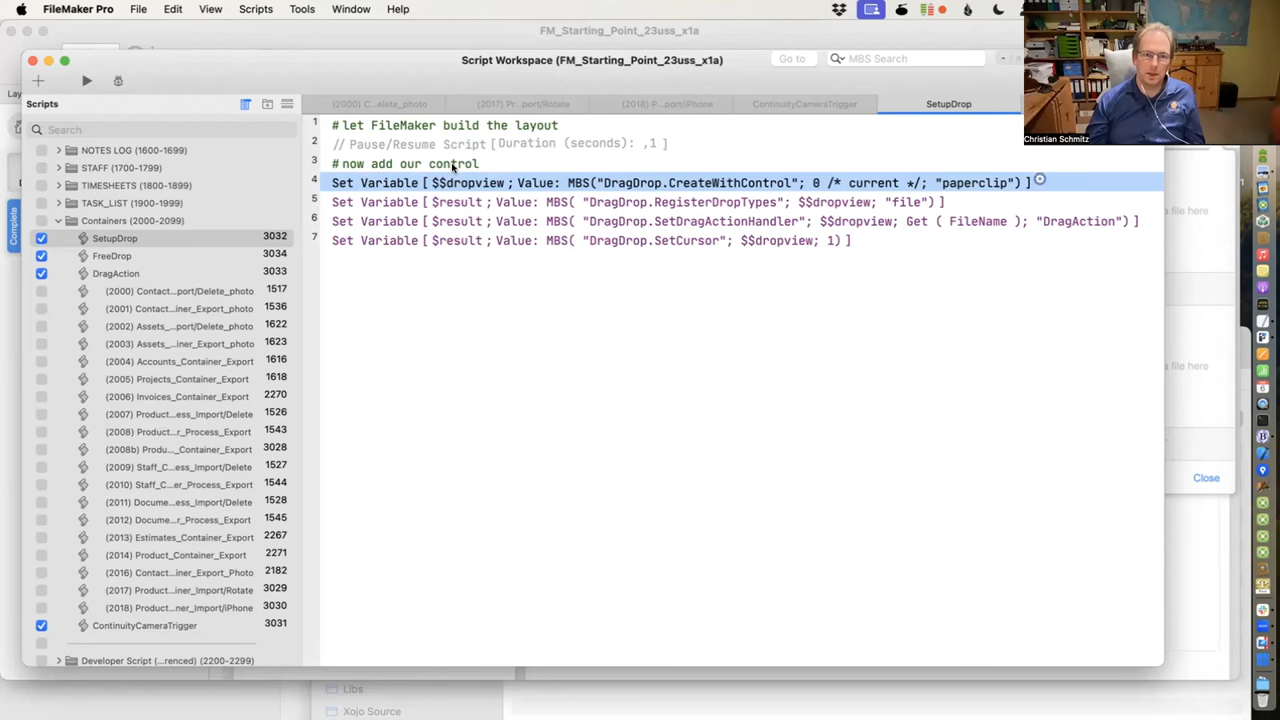 FileMaker Pro File Edit View Scripts Tools Window Help
FM_Starting_Point_23uss_x1a
Script Workspace (FM_Starting_Point_23uss_x1a)
Go to
MBS Search
Lay
Scripts
(2000) C...elete_photo
(2017) Pr...port/Rotate
(2018) P...port/iPhone
ContinuityCameraTrigger
SetupDrop
Christian Schmitz
Search
1 # let FileMaker build the layout
2 // Pause/Resume Script [ Duration (seconds): ,1 ]
3 # now add our control
4 Set Variable [ $$dropview ; Value: MBS("DragDrop.CreateWithControl"; 0 /* current */; "paperclip") ]
5 Set Variable [ $result ; Value: MBS( "DragDrop.RegisterDropTypes"; $$dropview; "file") ]
6 Set Variable [ $result ; Value: MBS( "DragDrop.SetDragActionHandler"; $$dropview; Get ( FileName ); "DragAction") ]
7 Set Variable [ $result ; Value: MBS( "DragDrop.SetCursor"; $$dropview; 1) ]
NOTES LOG (1600-1699)
STAFF (1700-1799)
TIMESHEETS (1800-1899)
TASK_LIST (1900-1999)
Containers (2000-2099)
SetupDrop 3032
FreeDrop 3034
DragAction 3033
(2000) Contact...port/Delete_photo 1517
(2001) Contact...iner_Export_photo 1536
(2002) Assets_...port/Delete_photo 1622
(2003) Assets_...iner_Export_photo 1623
(2004) Accounts_Container_Export 1616
(2005) Projects_Container_Export 1618
(2006) Invoices_Container_Export 2270
(2007) Product...ess_Import/Delete 1526
(2008) Product...r_Process_Export 1543
(2008b) Produ..._Container_Export 3028
(2009) Staff_C...ess_Import/Delete 1527
(2010) Staff_C...er_Process_Export 1544
(2011) Docume...ess_Import/Delete 1528
(2012) Docume...r_Process_Export 1545
(2013) Estimates_Container_Export 2267
(2014) Product_Container_Export 2271
(2016) Contact...iner_Export_Photo 2182
(2017) Product...iner_Import/Rotate 3029
(2018) Product...ner_Import/iPhone 3030
ContinuityCameraTrigger 3031
Developer Script (...renced) (2200-2299)
Complete
a file here
a file here
Close
Libs
Xojo Source